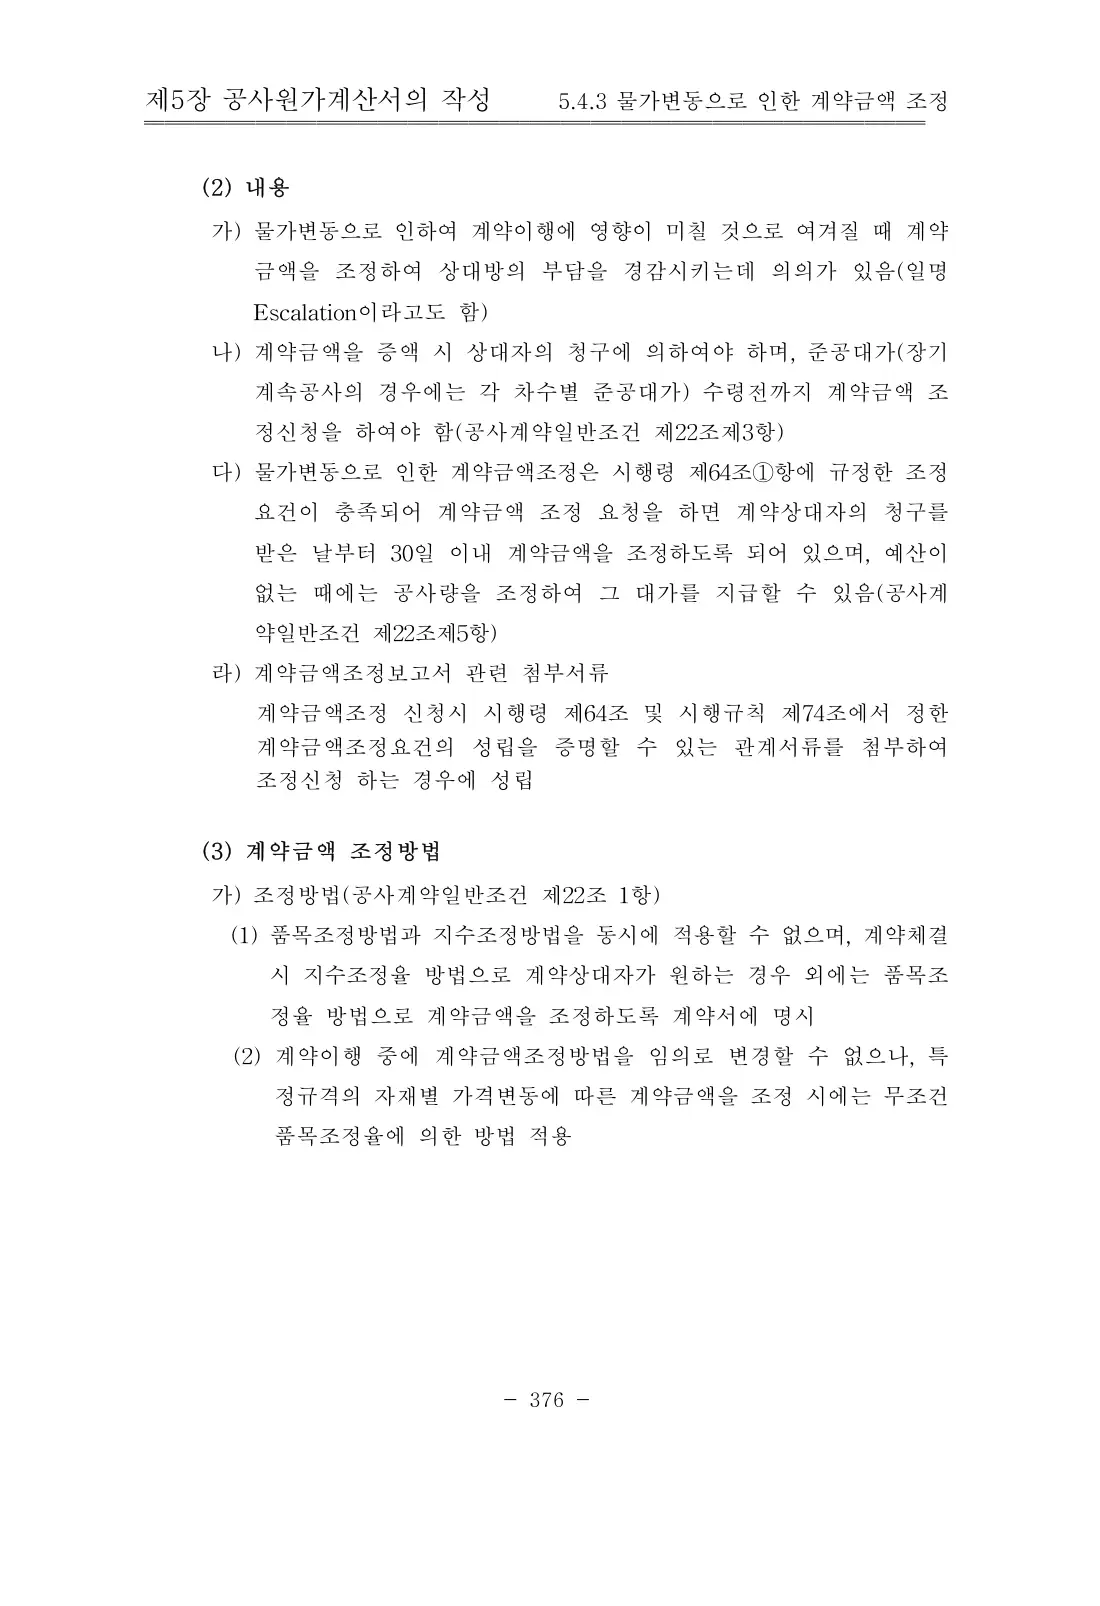 제5장 공사원가계산서의 작성 5.4.3 물가변동으로 인한 계약금액 조정
(2) 내용
가) 물가변동으로 인하여 계약이행에 영향이 미칠 것으로 여겨질 때 계약
금액을 조정하여 상대방의 부담을 경감시키는데 의의가 있음(일명
Escalation이라고도 함)
나) 계약금액을 증액 시 상대자의 청구에 의하여야 하며, 준공대가(장기
계속공사의 경우에는 각 차수별 준공대가) 수령전까지 계약금액 조
정신청을 하여야 함(공사계약일반조건 제22조제3항)
다) 물가변동으로 인한 계약금액조정은 시행령 제64조①항에 규정한 조정
요건이 충족되어 계약금액 조정 요청을 하면 계약상대자의 청구를
받은 날부터 30일 이내 계약금액을 조정하도록 되어 있으며, 예산이
없는 때에는 공사량을 조정하여 그 대가를 지급할 수 있음(공사계
약일반조건 제22조제5항)
라) 계약금액조정보고서 관련 첨부서류
계약금액조정 신청시 시행령 제64조 및 시행규칙 제74조에서 정한
계약금액조정요건의 성립을 증명할 수 있는 관계서류를 첨부하여
조정신청 하는 경우에 성립
(3) 계약금액 조정방법
가) 조정방법(공사계약일반조건 제22조 1항)
(1) 품목조정방법과 지수조정방법을 동시에 적용할 수 없으며, 계약체결
시 지수조정율 방법으로 계약상대자가 원하는 경우 외에는 품목조
정율 방법으로 계약금액을 조정하도록 계약서에 명시
(2) 계약이행 중에 계약금액조정방법을 임의로 변경할 수 없으나, 특
정규격의 자재별 가격변동에 따른 계약금액을 조정 시에는 무조건
품목조정율에 의한 방법 적용
- 376 -